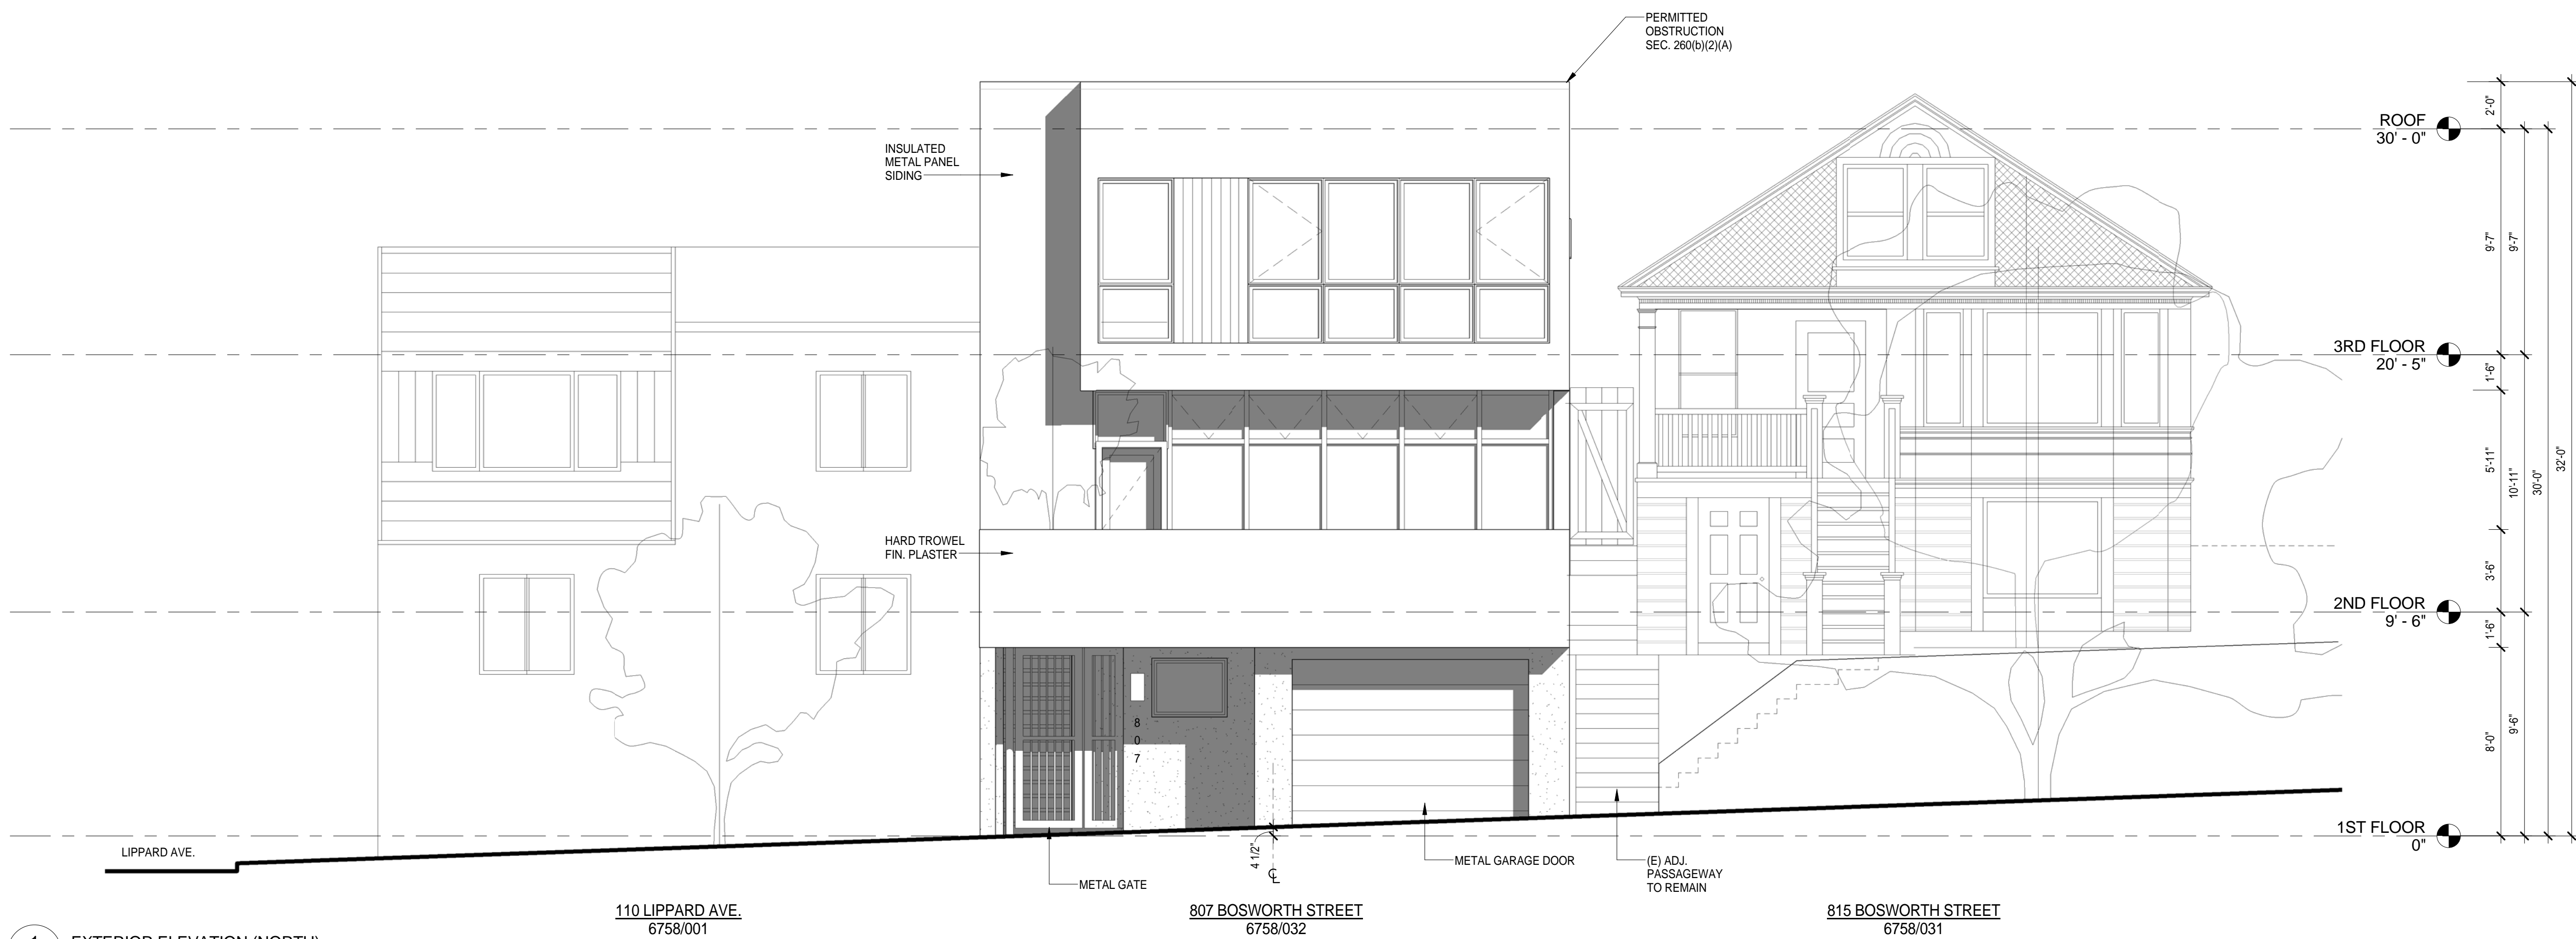 PERMITTED
OBSTRUCTION
SEC. 260(b)(2)(A)
INSULATED
METAL PANEL
SIDING
HARD TROWEL
FIN. PLASTER
8
0
7
ROOF
30' - 0"
3RD FLOOR
20' - 5"
2ND FLOOR
9' - 6"
1ST FLOOR
0"
2'-0"
9'-7"
9'-7"
1'-6"
5'-11"
10'-11"
30'-0"
32'-0"
3'-6"
1'-6"
8'-0"
9'-6"
LIPPARD AVE.
4 1/2"
METAL GATE
METAL GARAGE DOOR
(E) ADJ.
PASSAGEWAY
TO REMAIN
110 LIPPARD AVE.
6758/001
807 BOSWORTH STREET
6758/032
815 BOSWORTH STREET
6758/031
1
EXTERIOR ELEVATION (NORTH)